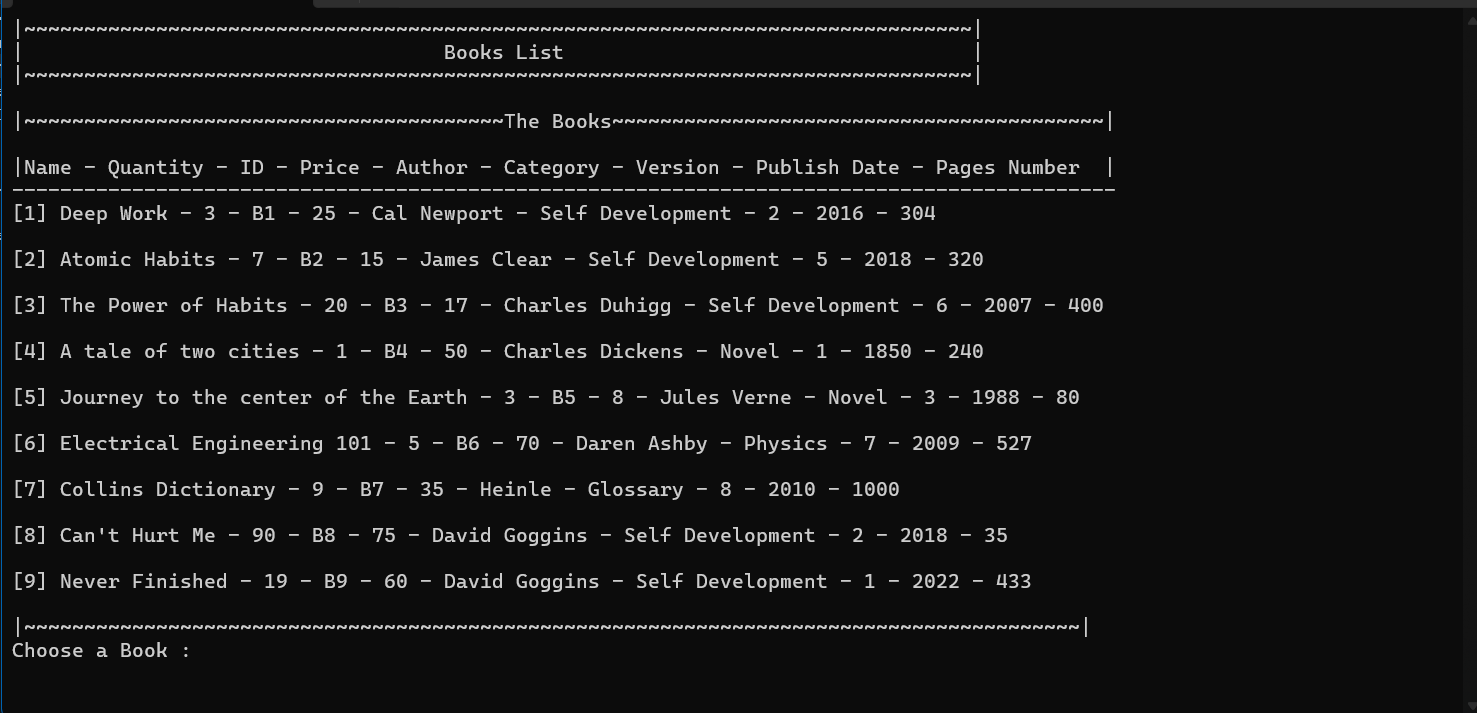 |~~~~~~~~~~~~~~~~~~~~~~~~~~~~~~~~~~~~~~~~~~~~~~~~~~~~~~~~~~~~~~~~~~~~~~~~~~~~~~~|
|                                   Books List                                  |
|~~~~~~~~~~~~~~~~~~~~~~~~~~~~~~~~~~~~~~~~~~~~~~~~~~~~~~~~~~~~~~~~~~~~~~~~~~~~~~~|
|~~~~~~~~~~~~~~~~~~~~~~~~~~~~~~~~~~~~~~~~The Books~~~~~~~~~~~~~~~~~~~~~~~~~~~~~~~~~~~~~~~~~|
|Name - Quantity - ID - Price - Author - Category - Version - Publish Date - Pages Number  |
--------------------------------------------------------------------------------------------
[1] Deep Work - 3 - B1 - 25 - Cal Newport - Self Development - 2 - 2016 - 304
[2] Atomic Habits - 7 - B2 - 15 - James Clear - Self Development - 5 - 2018 - 320
[3] The Power of Habits - 20 - B3 - 17 - Charles Duhigg - Self Development - 6 - 2007 - 400
[4] A tale of two cities - 1 - B4 - 50 - Charles Dickens - Novel - 1 - 1850 - 240
[5] Journey to the center of the Earth - 3 - B5 - 8 - Jules Verne - Novel - 3 - 1988 - 80
[6] Electrical Engineering 101 - 5 - B6 - 70 - Daren Ashby - Physics - 7 - 2009 - 527
[7] Collins Dictionary - 9 - B7 - 35 - Heinle - Glossary - 8 - 2010 - 1000
[8] Can't Hurt Me - 90 - B8 - 75 - David Goggins - Self Development - 2 - 2018 - 35
[9] Never Finished - 19 - B9 - 60 - David Goggins - Self Development - 1 - 2022 - 433
|~~~~~~~~~~~~~~~~~~~~~~~~~~~~~~~~~~~~~~~~~~~~~~~~~~~~~~~~~~~~~~~~~~~~~~~~~~~~~~~~~~~~~~~~|
Choose a Book :